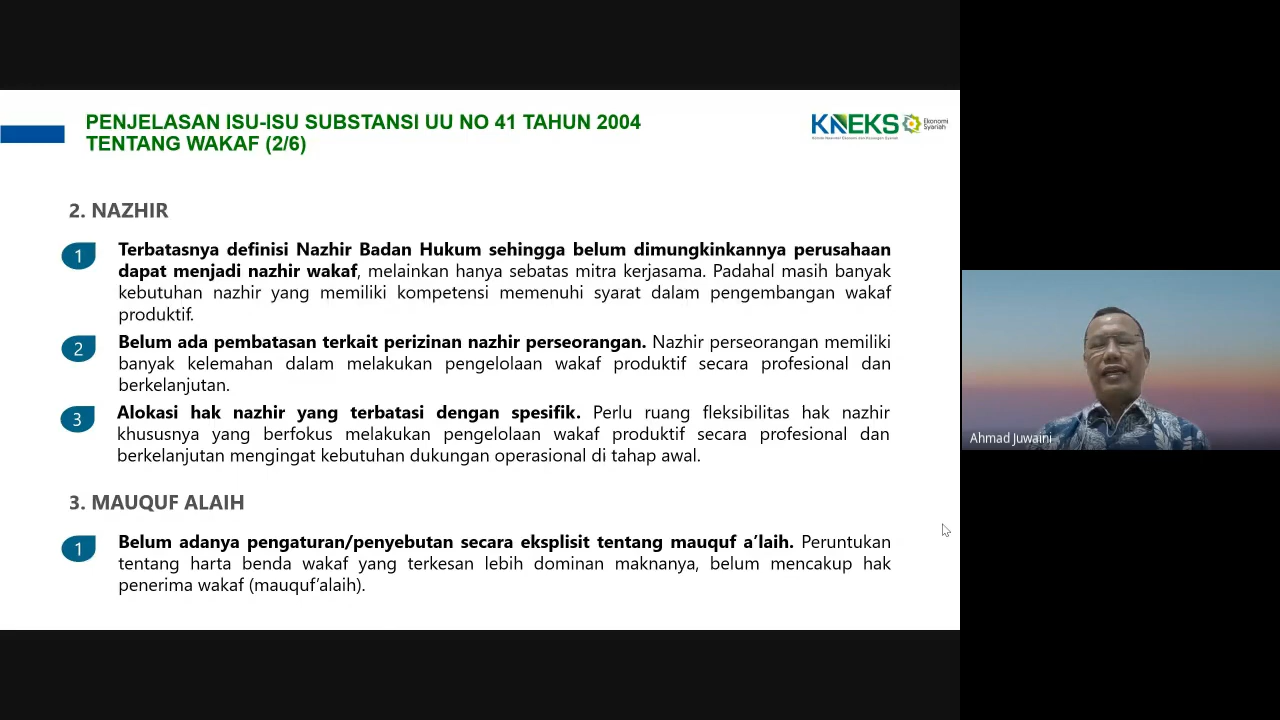 PENJELASAN ISU-ISU SUBSTANSI UU NO 41 TAHUN 2004
TENTANG WAKAF (2/6)
KNEKS
Ekonomi
Syariah
2. NAZHIR
1
Terbatasnya definisi Nazhir Badan Hukum sehingga belum dimungkinkannya perusahaan
dapat menjadi nazhir wakaf, melainkan hanya sebatas mitra kerjasama. Padahal masih banyak
kebutuhan nazhir yang memiliki kompetensi memenuhi syarat dalam pengembangan wakaf
produktif.
2
Belum ada pembatasan terkait perizinan nazhir perseorangan. Nazhir perseorangan memiliki
banyak kelemahan dalam melakukan pengelolaan wakaf produktif secara profesional dan
berkelanjutan.
3
Alokasi hak nazhir yang terbatasi dengan spesifik. Perlu ruang fleksibilitas hak nazhir
khususnya yang berfokus melakukan pengelolaan wakaf produktif secara profesional dan
berkelanjutan mengingat kebutuhan dukungan operasional di tahap awal.
3. MAUQUF ALAIH
1
Belum adanya pengaturan/penyebutan secara eksplisit tentang mauquf a’laih. Peruntukan
tentang harta benda wakaf yang terkesan lebih dominan maknanya, belum mencakup hak
penerima wakaf (mauquf’alaih).
Ahmad Juwaini